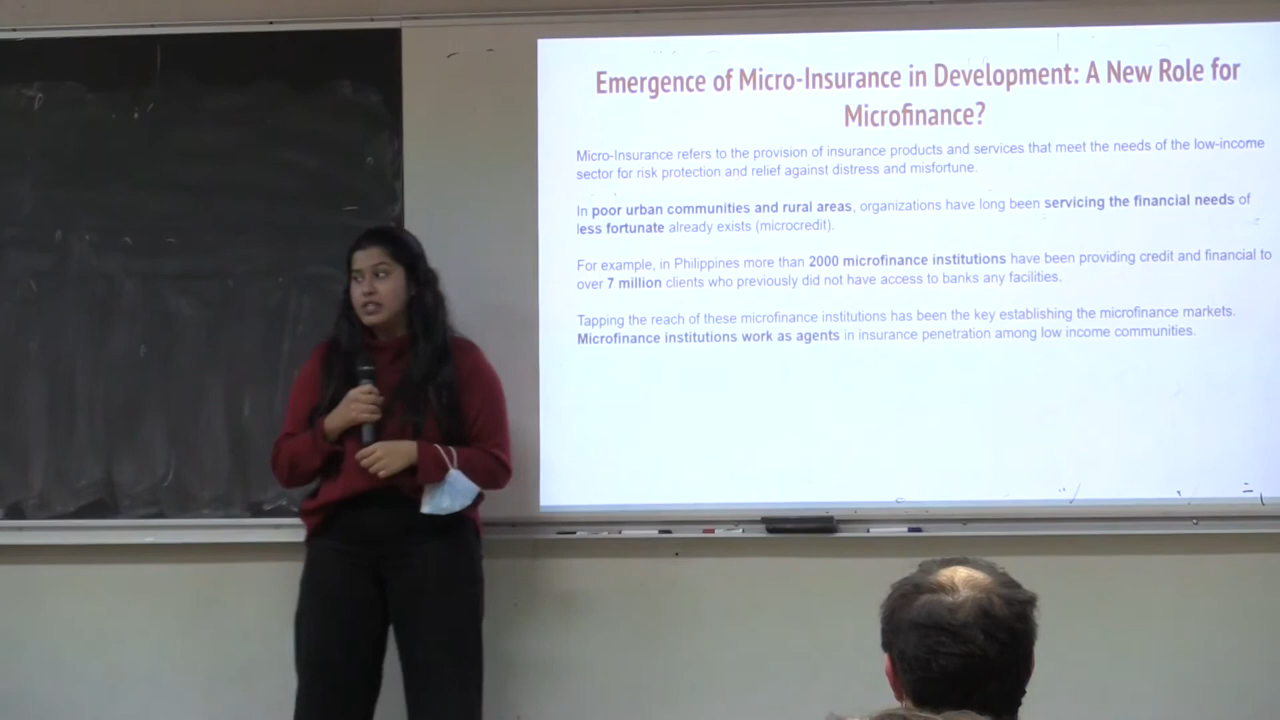 Emergence of Micro-Insurance in Development: A New Role for
Microfinance?
Micro-Insurance refers to the provision of insurance products and services that meet the needs of the low-income
sector for risk protection and relief against distress and misfortune.
In poor urban communities and rural areas, organizations have long been servicing the financial needs of
less fortunate already exists (microcredit).
For example, in Philippines more than 2000 microfinance institutions have been providing credit and financial to
over 7 million clients who previously did not have access to banks any facilities.
Tapping the reach of these microfinance institutions has been the key establishing the microfinance markets.
Microfinance institutions work as agents in insurance penetration among low income communities.